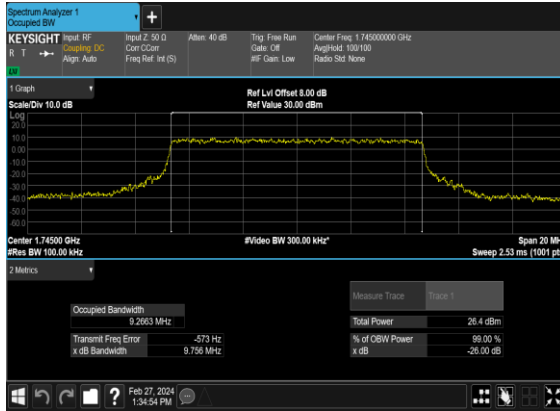 Spectrum Analyzer 1
Occupied BW
KEYSIGHT
R T
LV
Input: RF
Coupling: DC
Align: Auto
Input Z: 50 Ω
Corr CCorr
Freq Ref: Int (S)
Atten: 40 dB
Trig: Free Run
Gate: Off
#IF Gain: Low
Center Freq: 1.745000000 GHz
Avg|Hold: 100/100
Radio Std: None
1 Graph
Scale/Div 10.0 dB
Ref Lvl Offset 8.00 dB
Ref Value 30.00 dBm
Log
20.0
10.0
0.00
-10.0
-20.0
-30.0
-40.0
-50.0
-60.0
Center 1.74500 GHz
#Res BW 100.00 kHz
#Video BW 300.00 kHz*
Span 20 MH
Sweep 2.53 ms (1001 pt
2 Metrics
Measure Trace Trace 1
Occupied Bandwidth
9.2663 MHz
Total Power 26.4 dBm
Transmit Freq Error -573 Hz
% of OBW Power 99.00 %
x dB Bandwidth 9.756 MHz
x dB -26.00 dB
?
Feb 27, 2024
1:34:54 PM